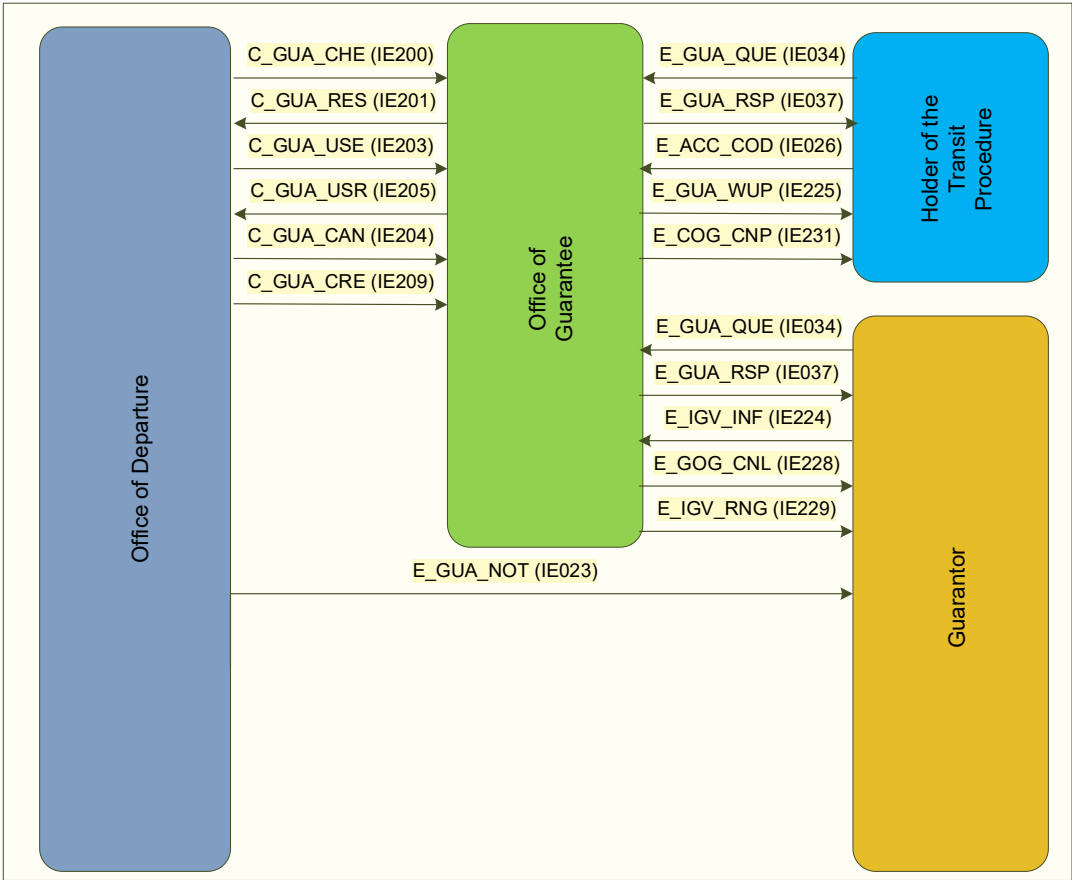 C_GUA_CHE (IE200)
C_GUA_RES (IE201)
C_GUA_USE (IE203)
C_GUA_USR (IE205)
C_GUA_CAN (IE204)
C_GUA_CRE (IE209)
E_GUA_QUE (IE034)
E_GUA_RSP (IE037)
E_ACC_COD (IE026)
E_GUA_WUP (IE225)
E_COG_CNP (IE231)
Holder of the
Transit
Procedure
Office of
Guarantee
E_GUA_QUE (IE034)
E_GUA_RSP (IE037)
E_IGV_INF (IE224)
E_GOG_CNL (IE228)
E_IGV_RNG (IE229)
Office of Departure
E_GUA_NOT (IE023)
Guarantor